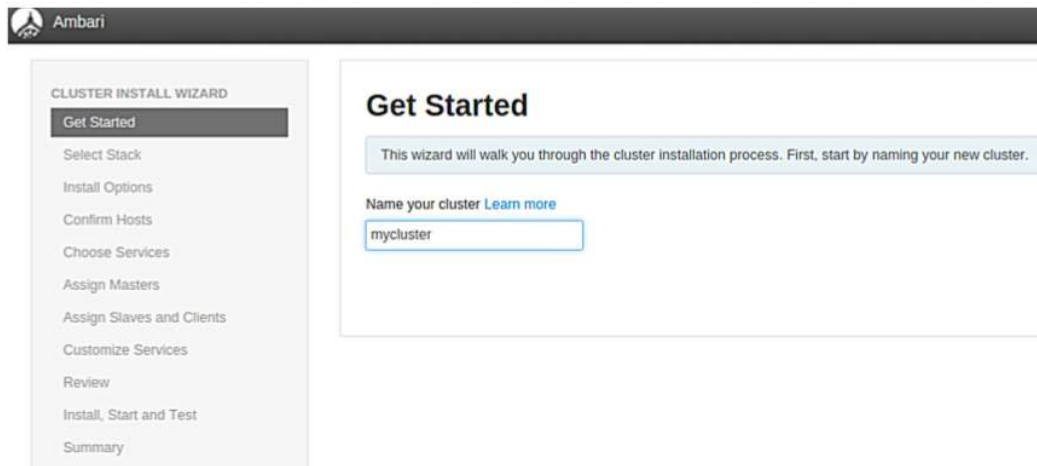 Ambari
CLUSTER INSTALL WIZARD
Get Started
Select Stack
Install Options
Confirm Hosts
Choose Services
Assign Masters
Assign Slaves and Clients
Customize Services
Review
Install, Start and Test
Summary
Get Started
This wizard will walk you through the cluster installation process. First, start by naming your new cluster.
Name your cluster Learn more
mycluster